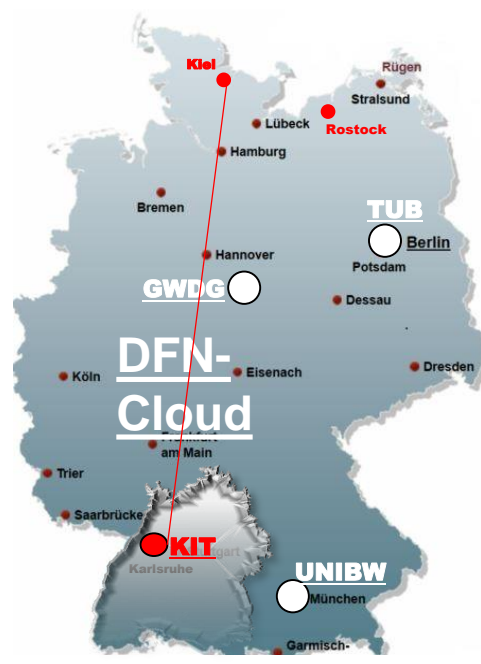 Kiel
Rügen
Stralsund
Lübeck
Rostock
Hamburg
Bremen
TUB
Berlin
Hannover
Potsdam
GWDG
Dessau
DFN-
Cloud
Eisenach
Dresden
Köln
am Main
Trier
Saarbrücke
KIT
Karlsruhe
UNIBW
München
Garmisch-